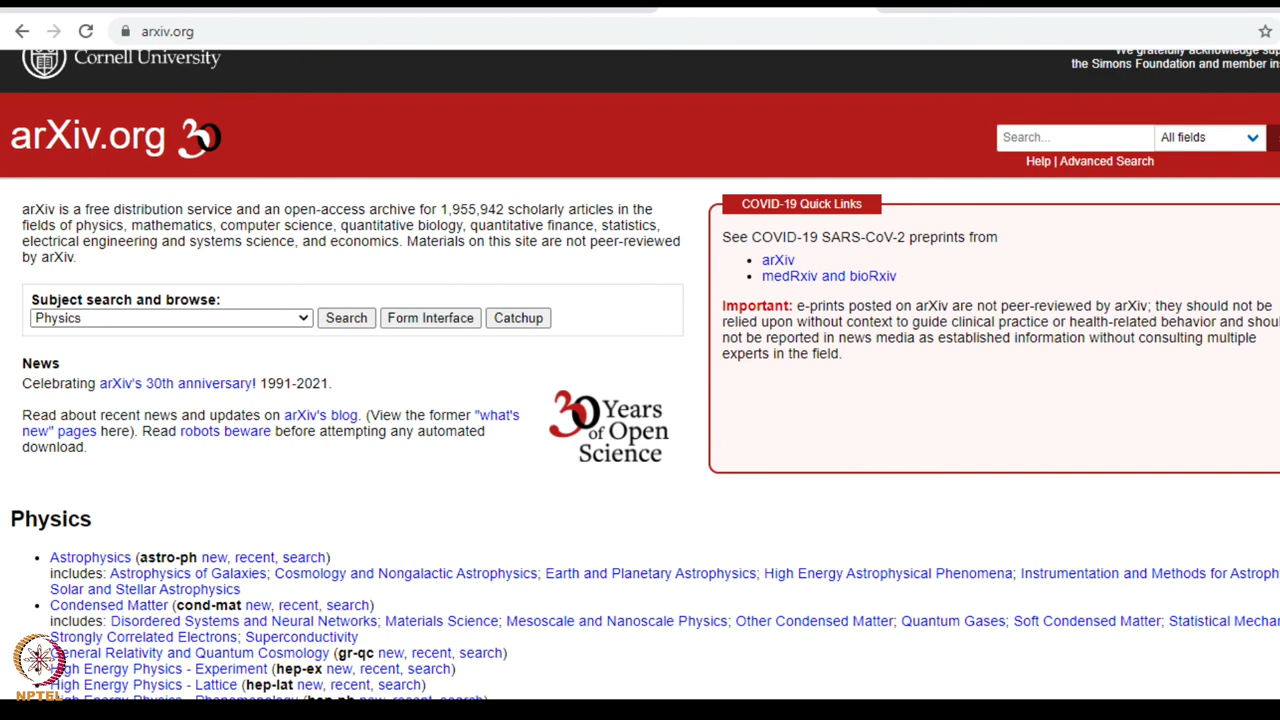 arxiv.org
Cornell University
We gratefully acknowledge sup
the Simons Foundation and member ins
arXiv.org 30
Search...
All fields
Help | Advanced Search
arXiv is a free distribution service and an open-access archive for 1,955,942 scholarly articles in the
fields of physics, mathematics, computer science, quantitative biology, quantitative finance, statistics,
electrical engineering and systems science, and economics. Materials on this site are not peer-reviewed
by arXiv.
Subject search and browse:
Physics
Search
Form Interface
Catchup
News
Celebrating arXiv's 30th anniversary! 1991-2021.
Read about recent news and updates on arXiv's blog. (View the former "what's
new" pages here). Read robots beware before attempting any automated
download.
30 Years
of Open
Science
COVID-19 Quick Links
See COVID-19 SARS-CoV-2 preprints from
arXiv
medRxiv and bioRxiv
Important: e-prints posted on arXiv are not peer-reviewed by arXiv; they should not be
relied upon without context to guide clinical practice or health-related behavior and shou
not be reported in news media as established information without consulting multiple
experts in the field.
Physics
Astrophysics (astro-ph new, recent, search)
includes: Astrophysics of Galaxies; Cosmology and Nongalactic Astrophysics; Earth and Planetary Astrophysics; High Energy Astrophysical Phenomena; Instrumentation and Methods for Astroph
Solar and Stellar Astrophysics
Condensed Matter (cond-mat new, recent, search)
includes: Disordered Systems and Neural Networks; Materials Science; Mesoscale and Nanoscale Physics; Other Condensed Matter; Quantum Gases; Soft Condensed Matter; Statistical Mechan
Strongly Correlated Electrons; Superconductivity
General Relativity and Quantum Cosmology (gr-qc new, recent, search)
High Energy Physics - Experiment (hep-ex new, recent, search)
High Energy Physics - Lattice (hep-lat new, recent, search)
High Energy Physics - Phenomenology (hep-ph new, recent, search)
NPTEL